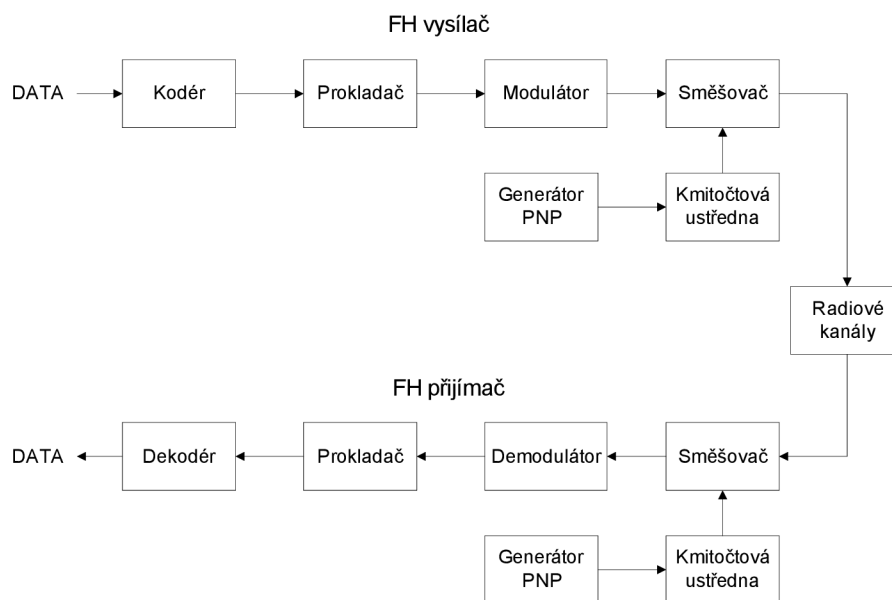 FH vysílač
DATA
Kodér
Prokladač
Modulátor
Směšovač
Generátor
PNP
Kmitočtová
ustředna
Radiové
kanály
FH přijímač
DATA
Dekodér
Prokladač
Demodulátor
Směšovač
Generátor
PNP
Kmitočtová
ustředna